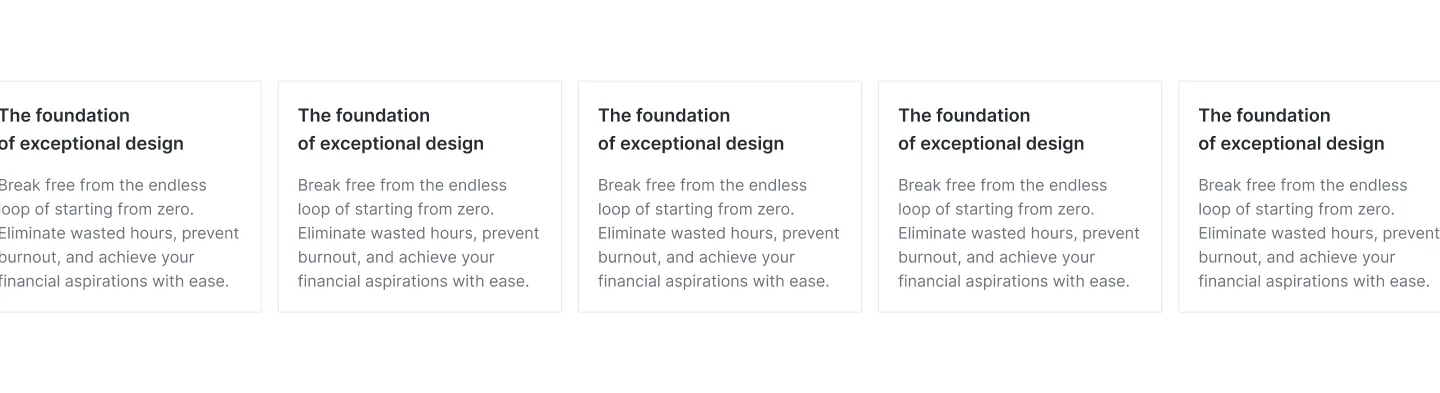 The foundation
of exceptional design
Break free from the endless
loop of starting from zero.
Eliminate wasted hours, prevent
burnout, and achieve your
financial aspirations with ease.
The foundation
of exceptional design
Break free from the endless
loop of starting from zero.
Eliminate wasted hours, prevent
burnout, and achieve your
financial aspirations with ease.
The foundation
of exceptional design
Break free from the endless
loop of starting from zero.
Eliminate wasted hours, prevent
burnout, and achieve your
financial aspirations with ease.
The foundation
of exceptional design
Break free from the endless
loop of starting from zero.
Eliminate wasted hours, prevent
burnout, and achieve your
financial aspirations with ease.
The foundation
of exceptional design
Break free from the endless
loop of starting from zero.
Eliminate wasted hours, prevent
burnout, and achieve your
financial aspirations with ease.